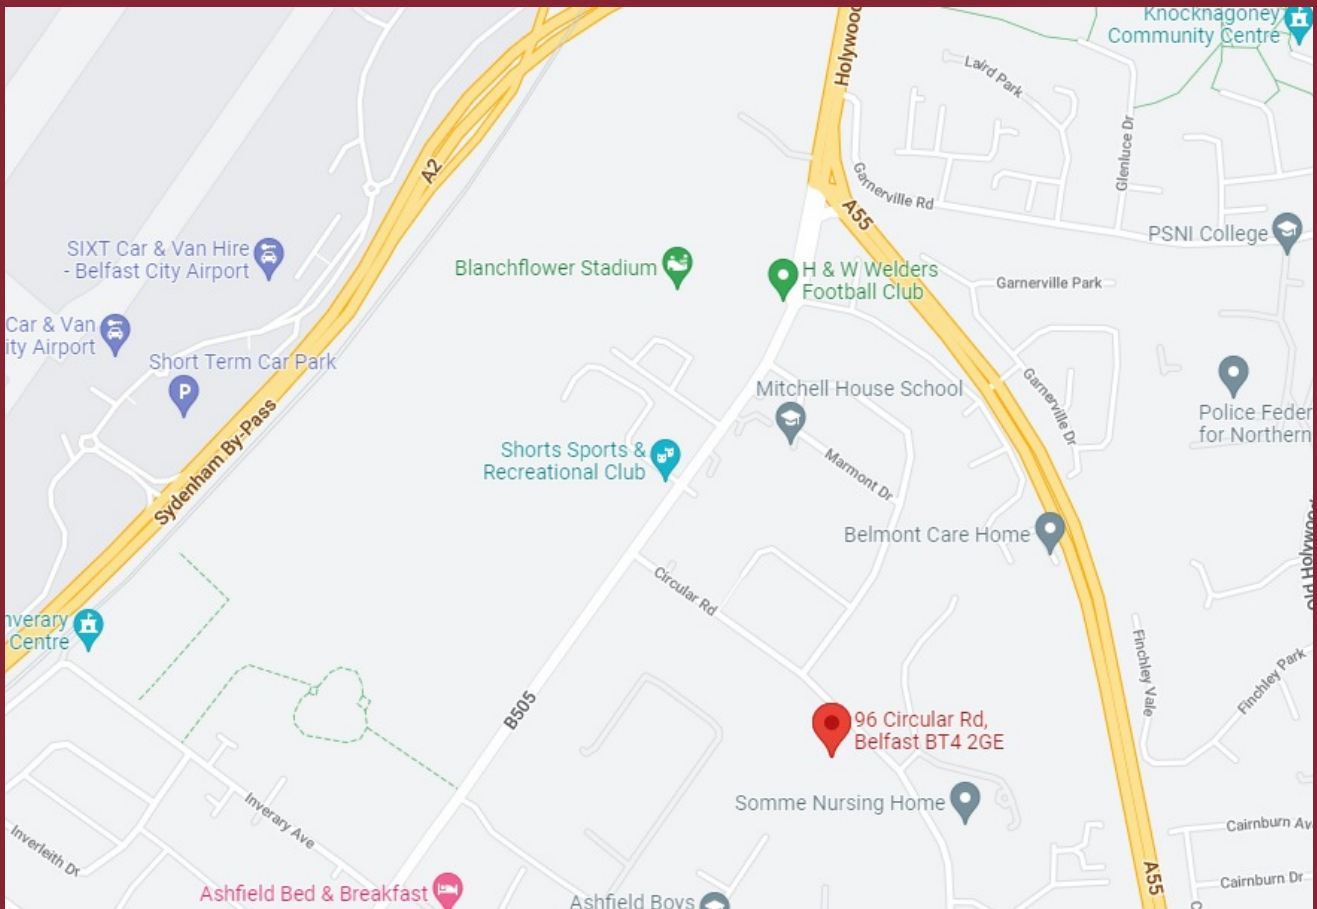 Knocknagoney
Community Centre
Holywood
Laird Park
Glenluce Dr
A2
Garnerville Rd
A55
PSNI College
SIXT Car & Van Hire
- Belfast City Airport
Blanchflower Stadium
H & W Welders
Football Club
Garnerville Park
Car & Van
ity Airport
Short Term Car Park
P
Mitchell House School
Garnerville Dr
Police Feder
for Northern
Sydenham By-Pass
Shorts Sports &
Recreational Club
Marmont Dr
Belmont Care Home
Old Holywood
Circular Rd
nverary
Centre
Finchley Vale
Finchley Park
B505
96 Circular Rd,
Belfast BT4 2GE
Somme Nursing Home
Inverary Ave
Cairnburn Av
Inverleith Dr
A55
Cairnburn Dr
Ashfield Bed & Breakfast
Ashfield Boys